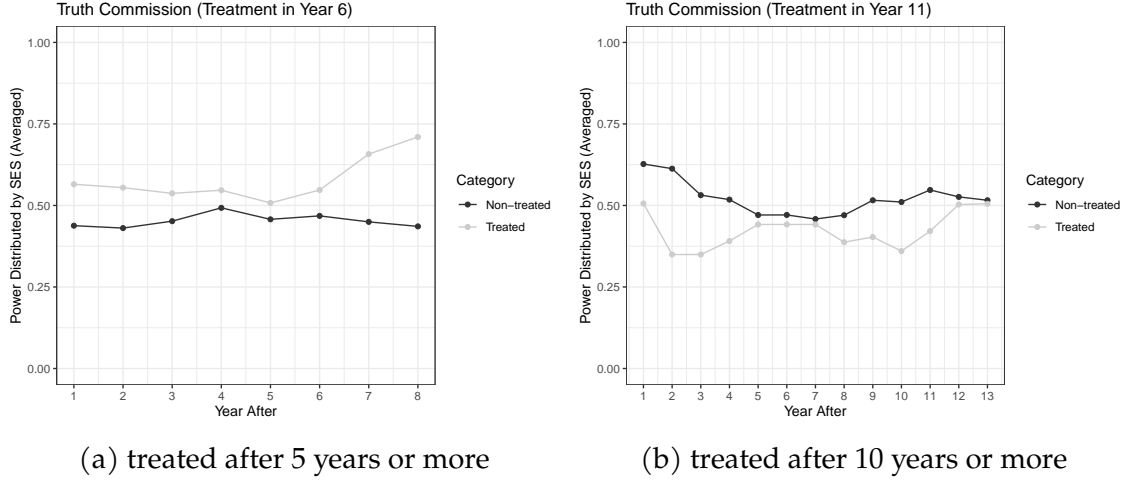 Truth Commission (Treatment in Year 6)
Power Distributed by SES (Averaged)
1.00
0.75
0.50
0.25
0.00
1 2 3 4 5 6 7 8
Year After
Category
Non-treated
Treated
(a) treated after 5 years or more
Truth Commission (Treatment in Year 11)
Power Distributed by SES (Averaged)
1.00
0.75
0.50
0.25
0.00
1 2 3 4 5 6 7 8 9 10 11 12 13
Year After
Category
Non-treated
Treated
(b) treated after 10 years or more